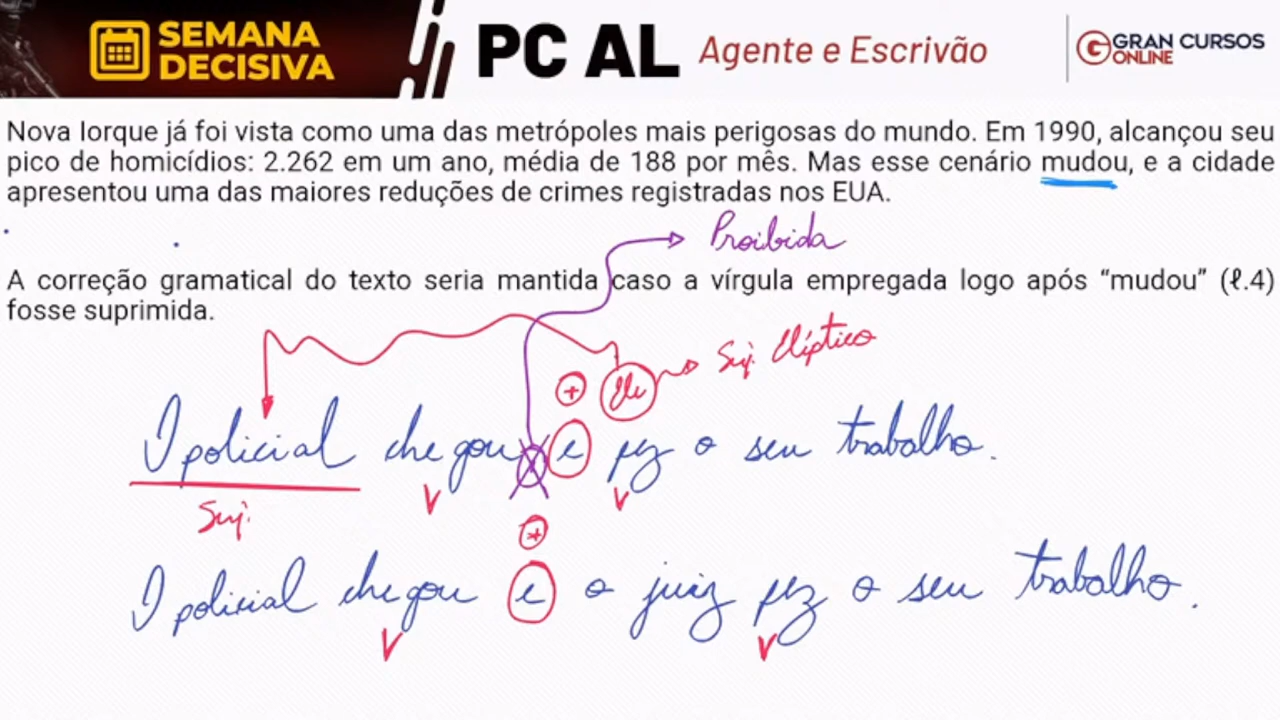 SEMANA
DECISIVA
PC AL
Agente e Escrivão
GRAN CURSOS
ONLINE
Nova Iorque já foi vista como uma das metrópoles mais perigosas do mundo. Em 1990, alcançou seu
pico de homicídios: 2.262 em um ano, média de 188 por mês. Mas esse cenário mudou, e a cidade
apresentou uma das maiores reduções de crimes registradas nos EUA.
Proibida
A correção gramatical do texto seria mantida caso a vírgula empregada logo após “mudou” (ℓ.4)
fosse suprimida.
Suj. Elíptico
+ Ele
O policial chegou, e fez o seu trabalho.
V V
Suj.
+
O policial chegou e o juiz fez o seu trabalho.
V V